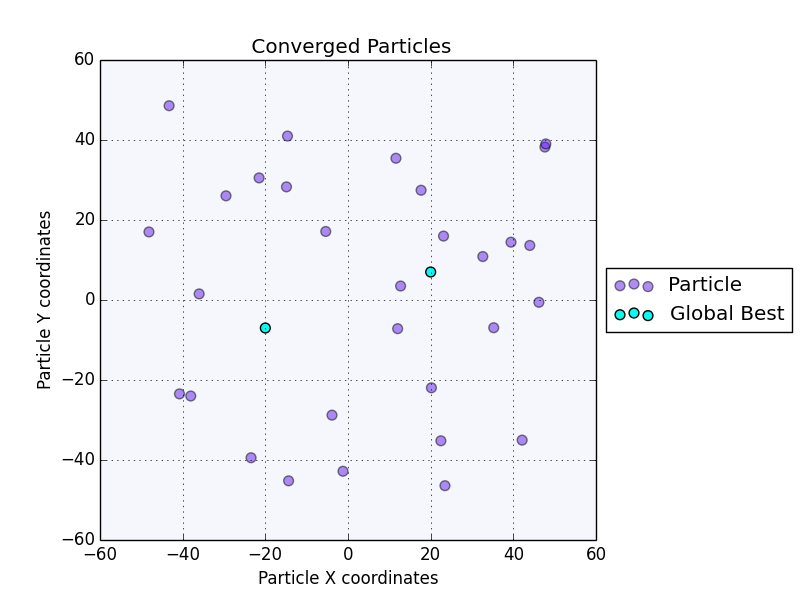 Converged Particles
60
40
20
0
−20
−40
−60
−60 −40 −20 0 20 40 60
Particle X coordinates
Particle Y coordinates
Particle
Global Best